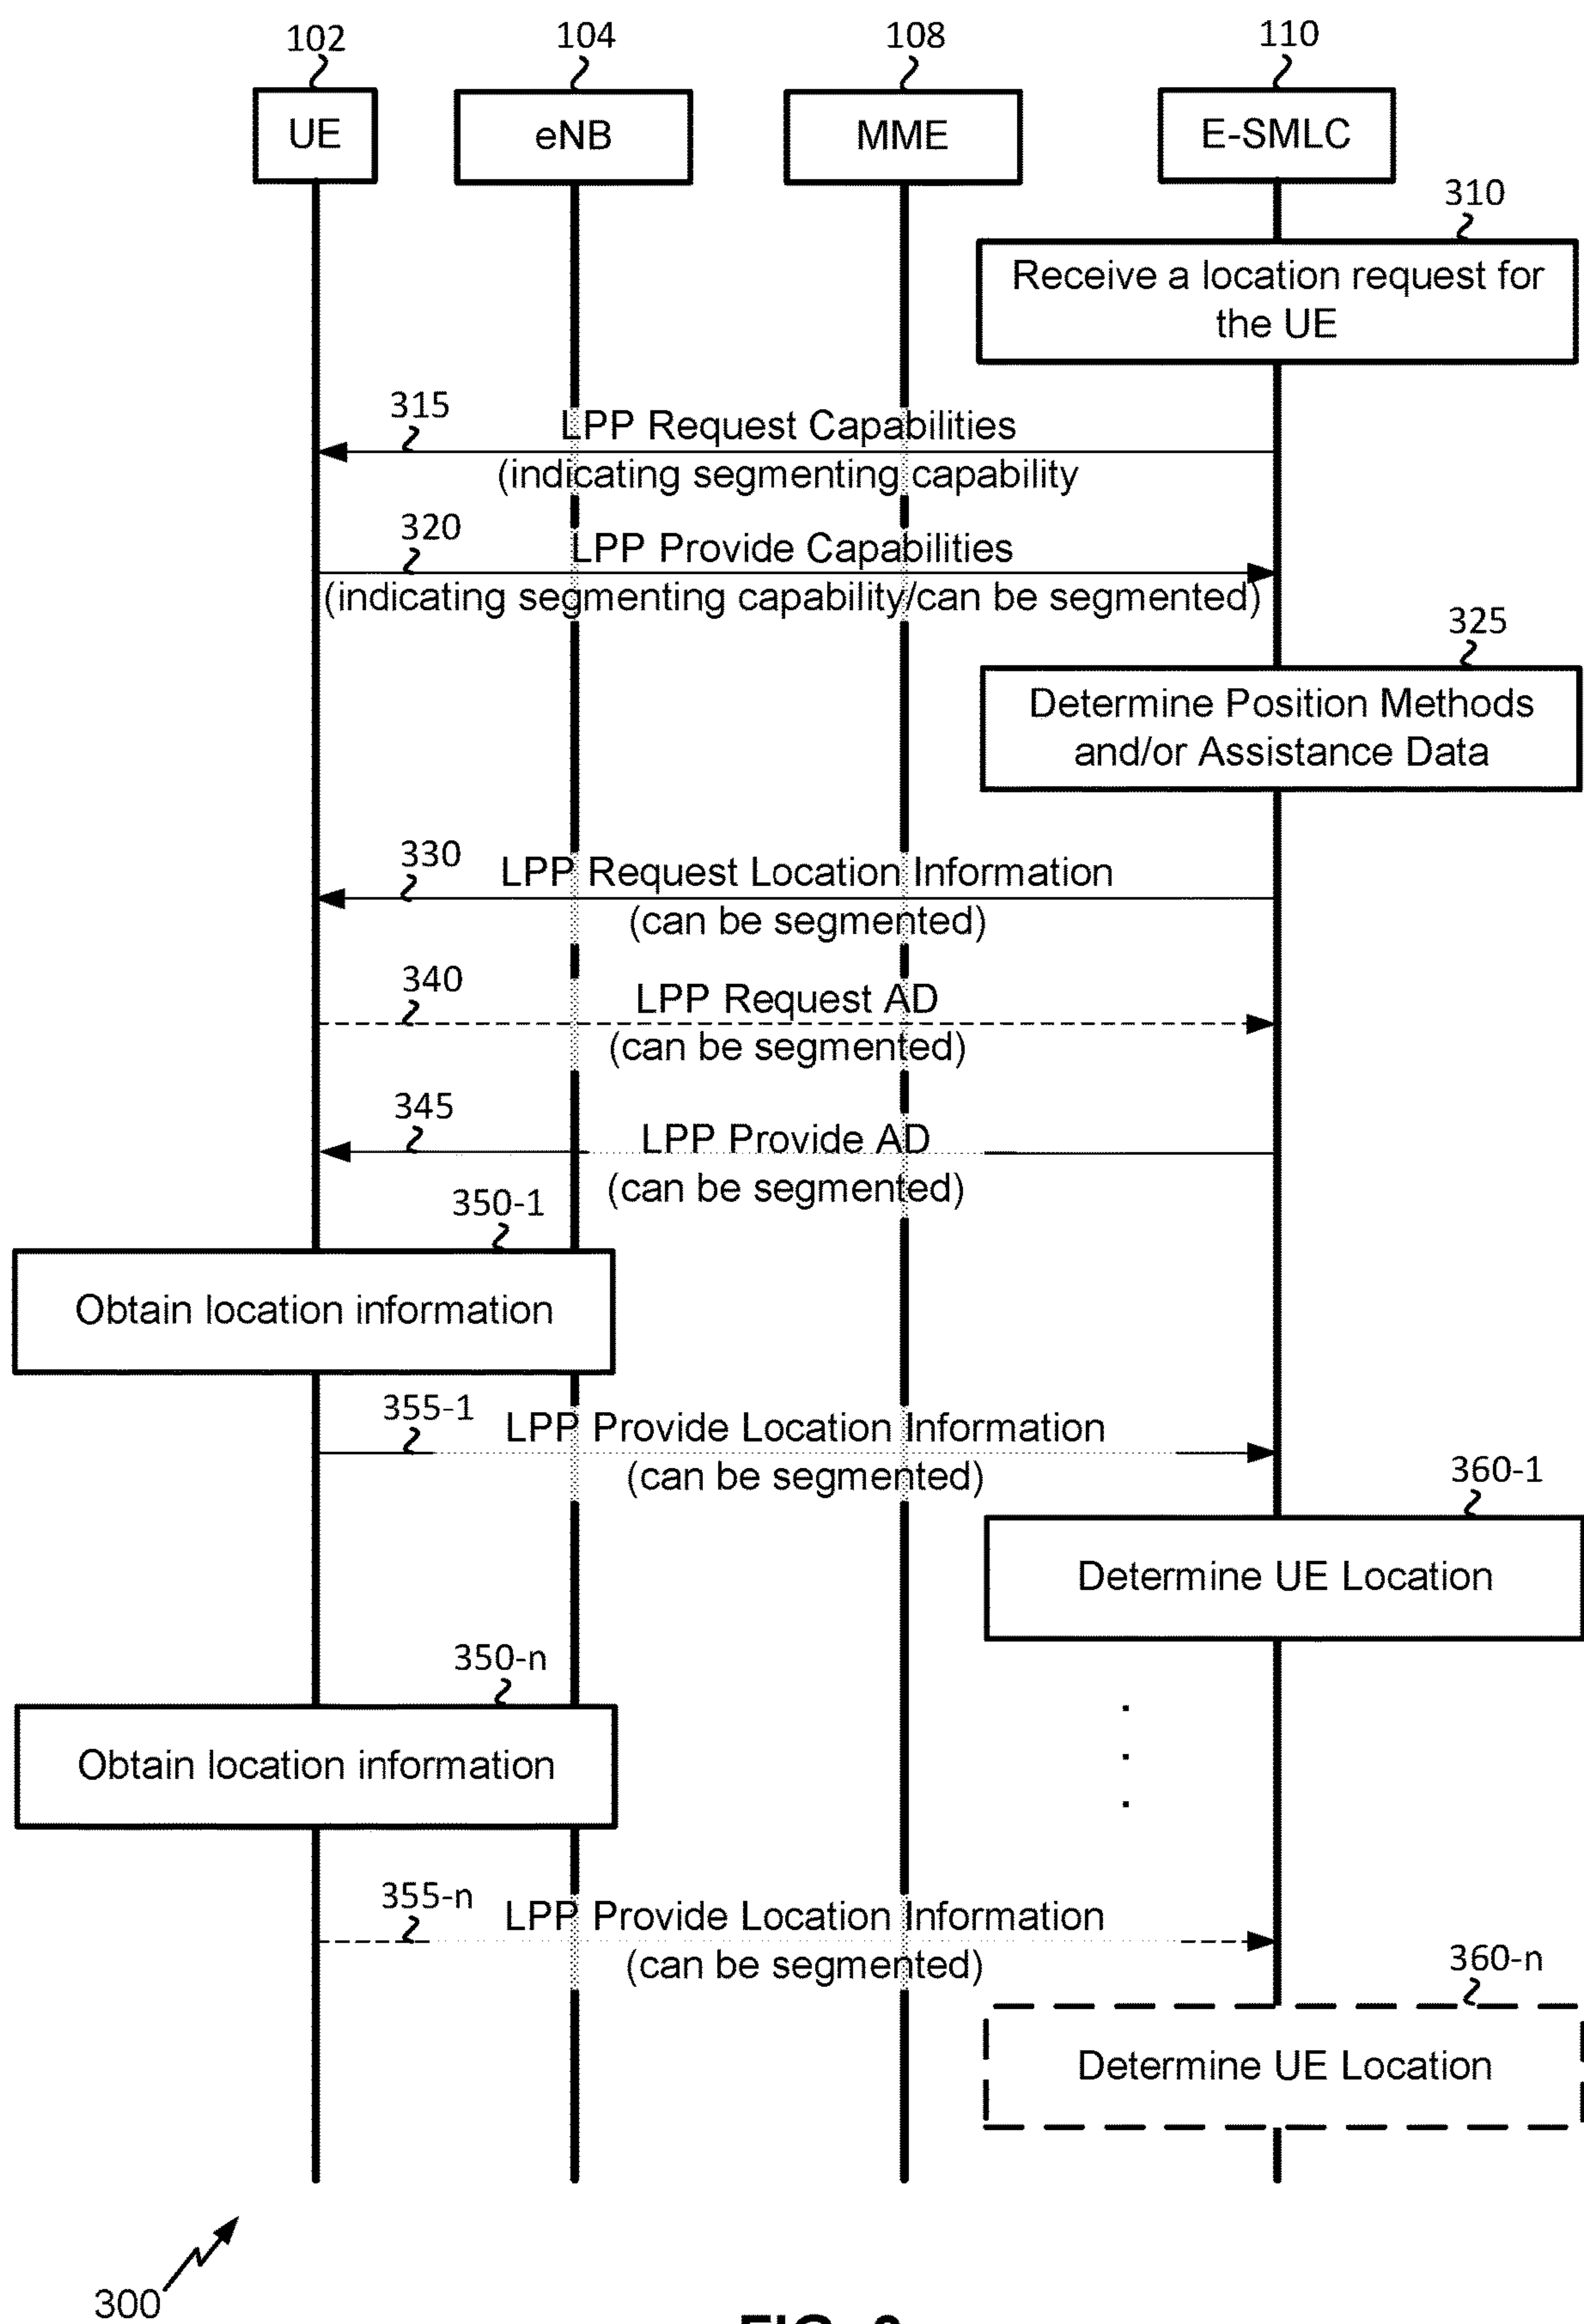 102
104
108
110
UE
eNB
MME
E-SMLC
310
Receive a location request for
the UE
315
LPP Request Capabilities
(indicating segmenting capability
320
LPP Provide Capabilities
(indicating segmenting capability/can be segmented)
325
Determine Position Methods
and/or Assistance Data
330
LPP Request Location Information
(can be segmented)
340
LPP Request AD
(can be segmented)
345
LPP Provide AD
(can be segmented)
350-1
Obtain location information
355-1
LPP Provide Location Information
(can be segmented)
360-1
Determine UE Location
350-n
Obtain location information
355-n
LPP Provide Location Information
(can be segmented)
360-n
Determine UE Location
300
FIG.